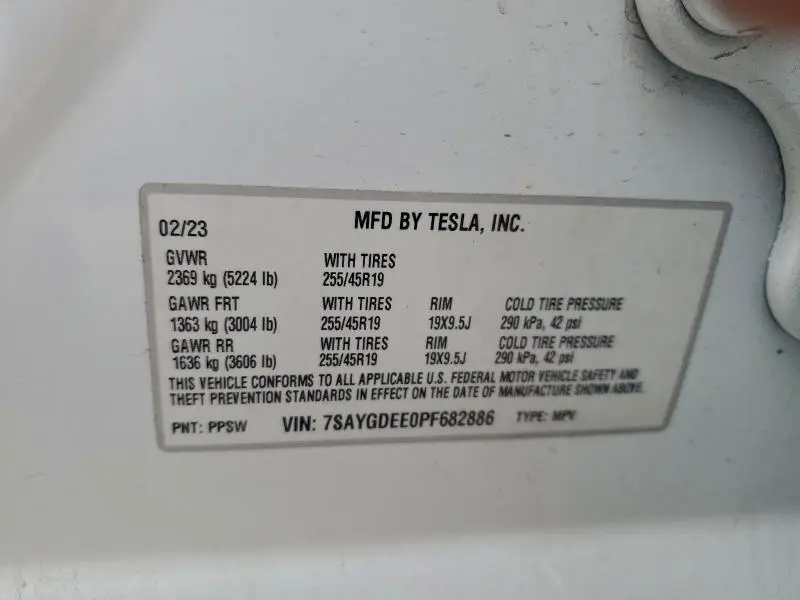 02/23 MFD BY TESLA, INC.
GVWR WITH TIRES
2369 kg (5224 lb) 255/45R19
GAWR FRT WITH TIRES RIM COLD TIRE PRESSURE
1363 kg (3004 lb) 255/45R19 19X9.5J 290 kPa, 42 psi
GAWR RR WITH TIRES RIM COLD TIRE PRESSURE
1636 kg (3606 lb) 255/45R19 19X9.5J 290 kPa, 42 psi
THIS VEHICLE CONFORMS TO ALL APPLICABLE U.S. FEDERAL MOTOR VEHICLE SAFETY AND
THEFT PREVENTION STANDARDS IN EFFECT ON THE DATE OF MANUFACTURE SHOWN ABOVE.
PNT: PPSW VIN: 7SAYGDEE0PF682886 TYPE: MPV